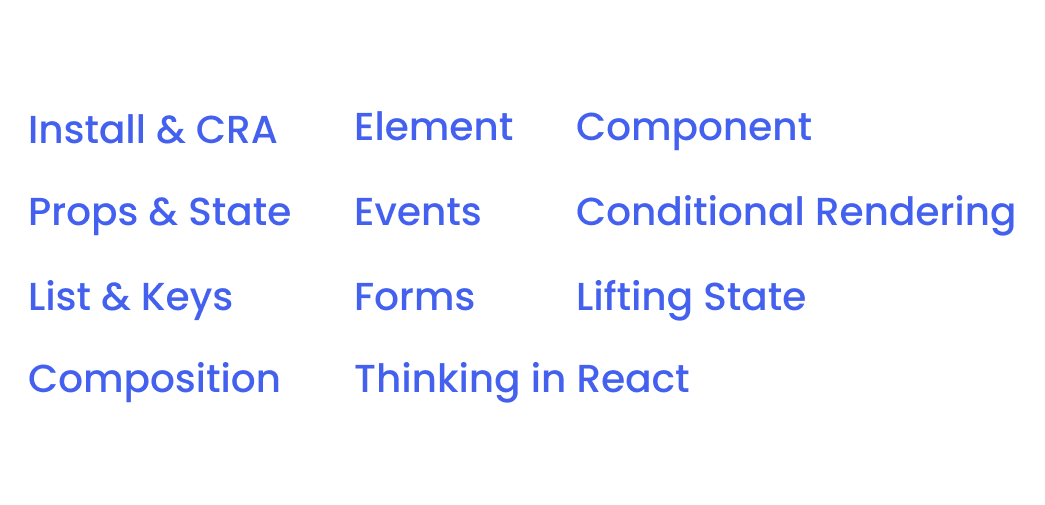 Install & CRA Element Component
Props & State Events Conditional Rendering
List & Keys Forms Lifting State
Composition Thinking in React